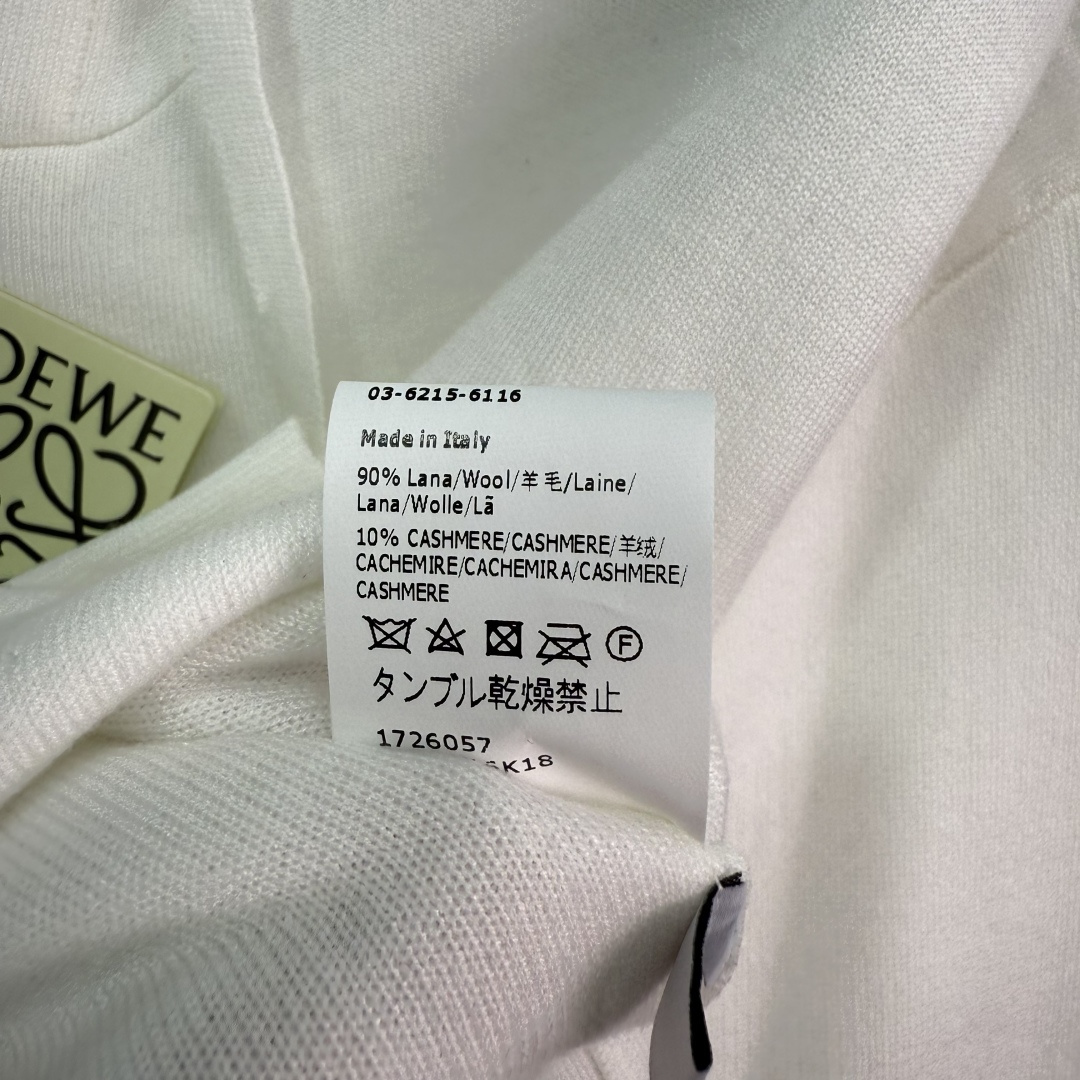 OEWE
03-6215-6116
Made in Italy
90% Lana/Wool/羊毛/Laine/
Lana/Wolle/Lã
10% CASHMERE/CASHMERE/羊绒/
CACHEMIRE/CACHEMIRA/CASHMERE/
CASHMERE
F
タンブル乾燥禁止
1726057
K18